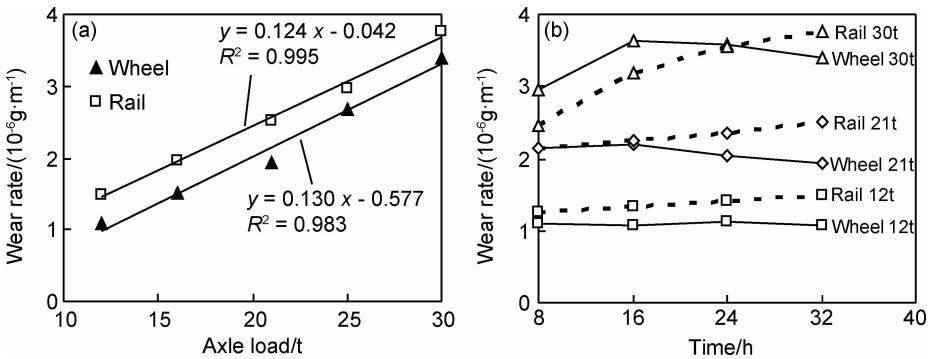 (a)
y = 0.124 x - 0.042
R² = 0.995
Wheel
Rail
y = 0.130 x - 0.577
R² = 0.983
Wear rate/(10⁻⁶g·m⁻¹)
4
3
2
1
0
10 15 20 25 30
Axle load/t
(b)
Rail 30t
Wheel 30t
Rail 21t
Wheel 21t
Rail 12t
Wheel 12t
Wear rate/(10⁻⁶g·m⁻¹)
4
3
2
1
0
8 16 24 32 40
Time/h